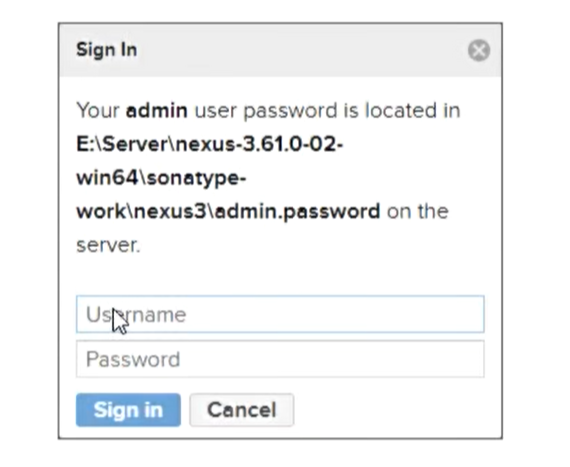 Sign In
Your admin user password is located in
E:\Server\nexus-3.61.0-02-
win64\sonatype-
work\nexus3\admin.password on the
server.
Username
Password
Sign in Cancel